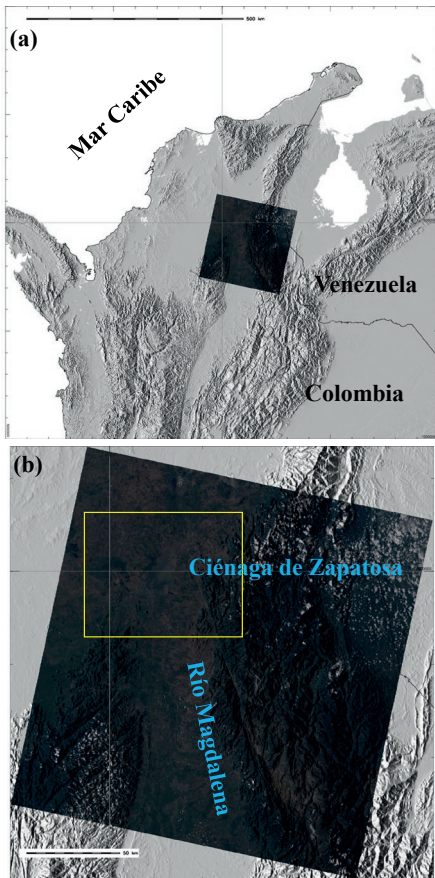 500 km
(a)
Mar Caribe
Venezuela
Colombia
(b)
Ciénaga de Zapatosa
Río Magdalena
50 km